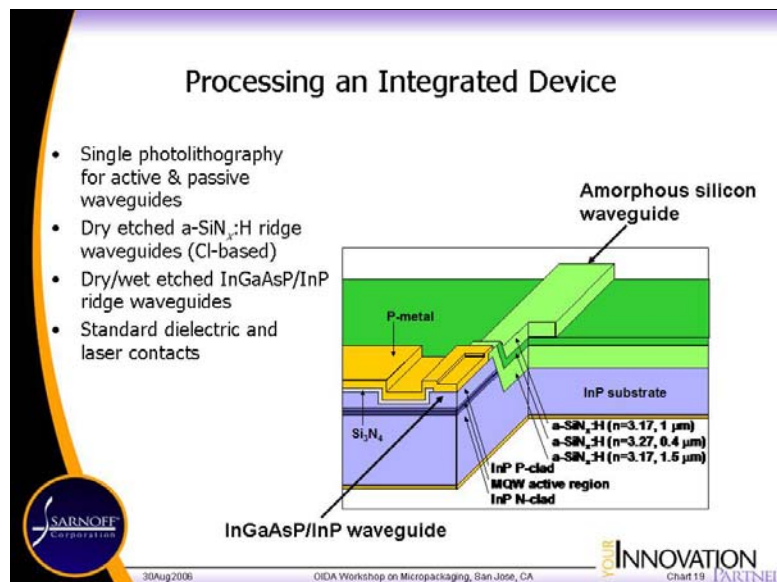 Processing an Integrated Device
• Single photolithography
for active & passive
waveguides
• Dry etched a-SiNx:H ridge
waveguides (Cl-based)
• Dry/wet etched InGaAsP/InP
ridge waveguides
• Standard dielectric and
laser contacts
Amorphous silicon
waveguide
P-metal
InP substrate
Si3N4
a-SiNx:H (n=3.17, 1 μm)
a-SiNx:H (n=3.27, 0.4 μm)
a-SiNx:H (n=3.17, 1.5 μm)
InP P-clad
MQW active region
InP N-clad
InGaAsP/InP waveguide
SARNOFF™
Corporation
30Aug2006
OIDA Workshop on Micropackaging, San Jose, CA
Chart 19
YOUR
INNOVATION
PARTNER